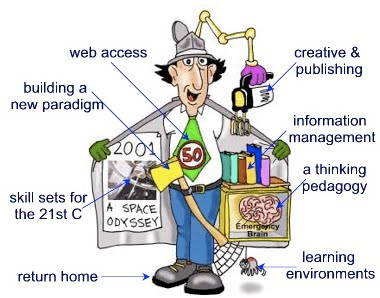 web access
creative &
publishing
building a
new paradigm
information
management
2001
50
a thinking
pedagogy
skill sets for
the 21st C
A SPACE
ODYSSEY
Emergency
Brain
learning
environments
return home